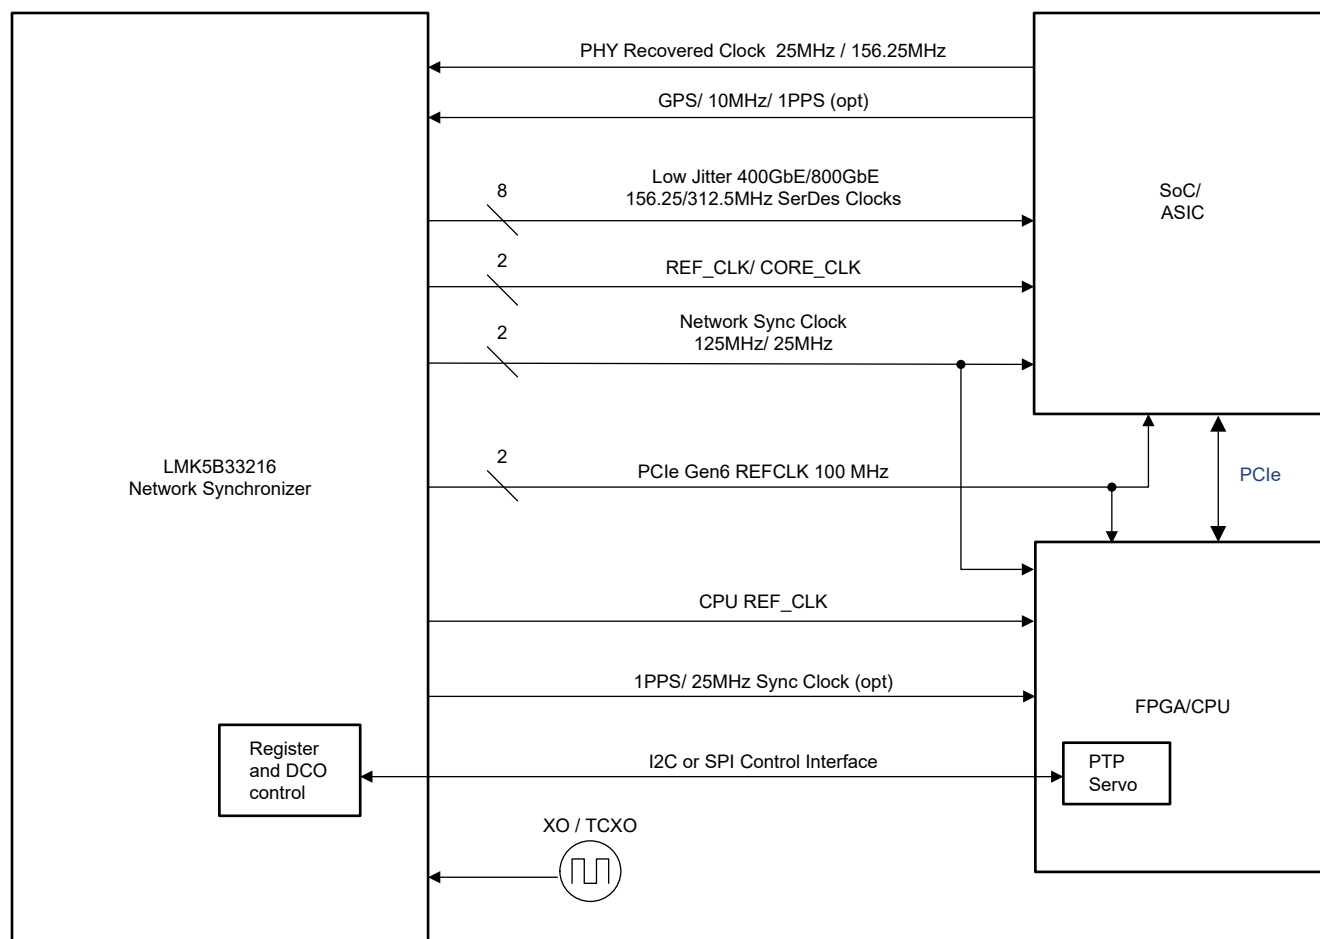 PHY Recovered Clock  25MHz / 156.25MHz
GPS/ 10MHz/ 1PPS (opt)
8
Low Jitter 400GbE/800GbE
156.25/312.5MHz SerDes Clocks
SoC/
ASIC
2
REF_CLK/ CORE_CLK
2
Network Sync Clock
125MHz/ 25MHz
LMK5B33216
Network Synchronizer
2
PCIe Gen6 REFCLK 100 MHz
PCIe
CPU REF_CLK
1PPS/ 25MHz Sync Clock (opt)
FPGA/CPU
Register
and DCO
control
I2C or SPI Control Interface
PTP
Servo
XO / TCXO